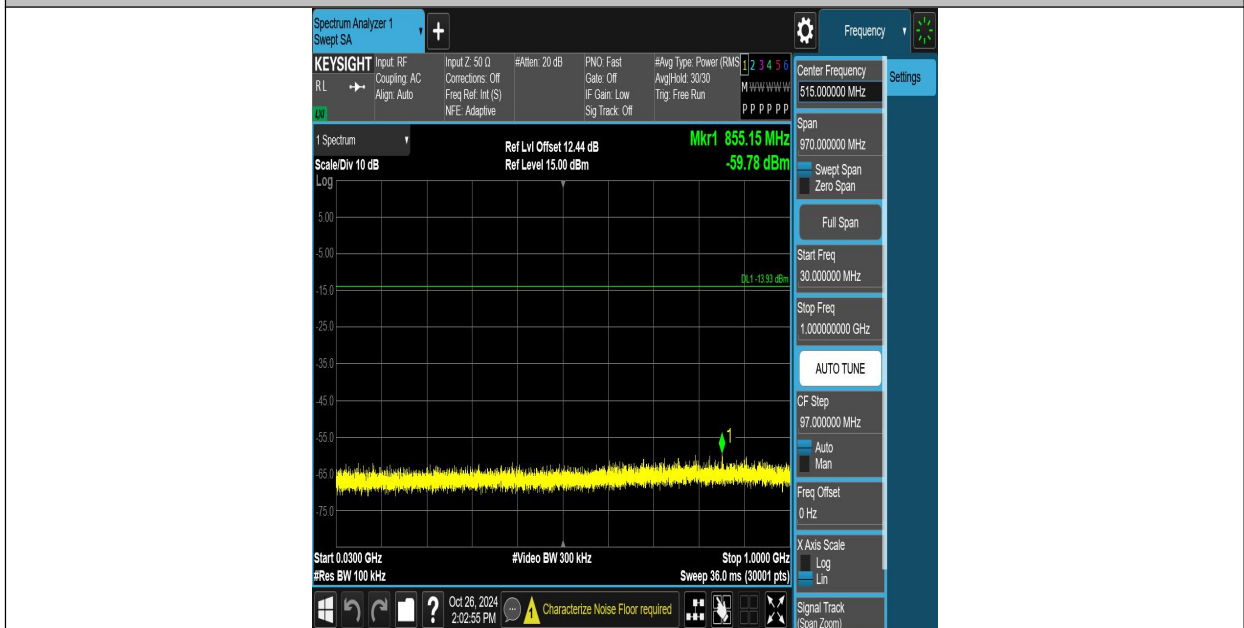 Spectrum Analyzer 1
Swept SA
+
Frequency
KEYSIGHT
RL
LXI
Input: RF
Coupling: AC
Align: Auto
Input Z: 50 Ω
Corrections: Off
Freq Ref: Int (S)
NFE: Adaptive
#Atten: 20 dB
PNO: Fast
Gate: Off
IF Gain: Low
Sig Track: Off
#Avg Type: Power (RMS
Avg|Hold: 30/30
Trig: Free Run
1 2 3 4 5 6
M W W W W W
P P P P P P
1 Spectrum
Scale/Div 10 dB
Log
Ref Lvl Offset 12.44 dB
Ref Level 15.00 dBm
Mkr1 855.15 MHz
-59.78 dBm
5.00
-5.00
DL1 -13.93 dBm
-15.0
-25.0
-35.0
-45.0
-55.0
1
-65.0
-75.0
Start 0.0300 GHz
#Video BW 300 kHz
Stop 1.0000 GHz
#Res BW 100 kHz
Sweep 36.0 ms (30001 pts)
?
Oct 26, 2024
2:02:55 PM
Characterize Noise Floor required
Center Frequency
515.000000 MHz
Settings
Span
970.000000 MHz
Swept Span
Zero Span
Full Span
Start Freq
30.000000 MHz
Stop Freq
1.000000000 GHz
AUTO TUNE
CF Step
97.000000 MHz
Auto
Man
Freq Offset
0 Hz
X Axis Scale
Log
Lin
Signal Track
(Span Zoom)